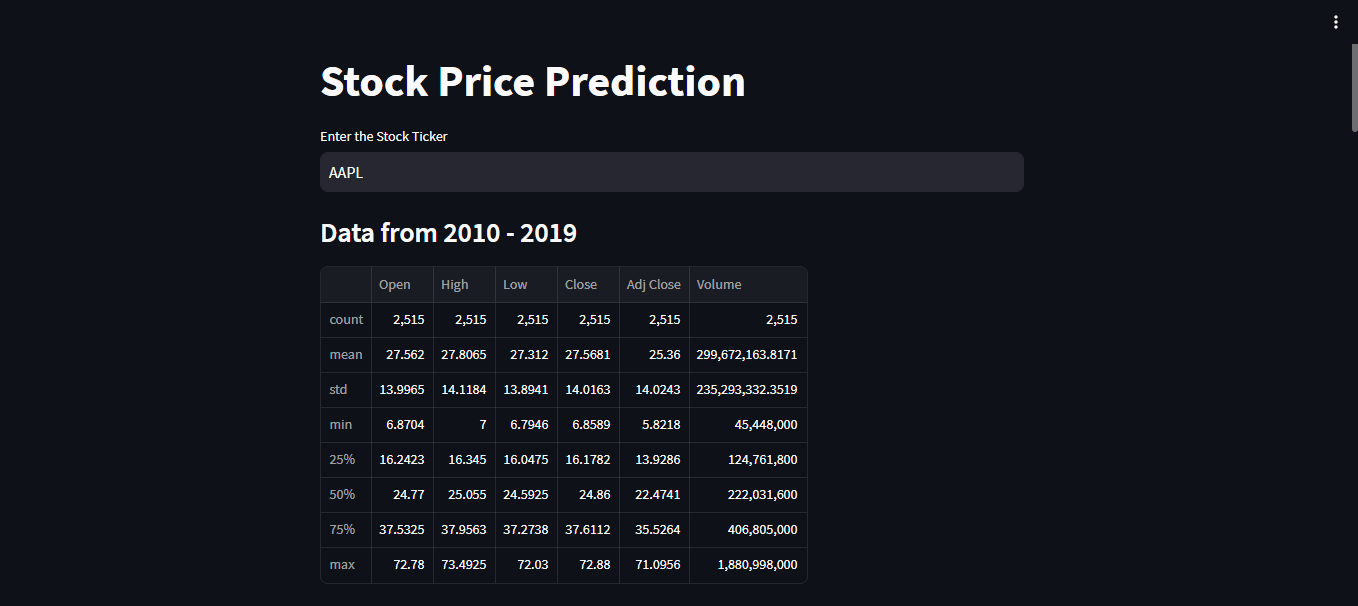 Stock Price Prediction
Enter the Stock Ticker
AAPL
Data from 2010 - 2019
Open High Low Close Adj Close Volume
count 2,515 2,515 2,515 2,515 2,515 2,515
mean 27.562 27.8065 27.312 27.5681 25.36 299,672,163.8171
std 13.9965 14.1184 13.8941 14.0163 14.0243 235,293,332.3519
min 6.8704 7 6.7946 6.8589 5.8218 45,448,000
25% 16.2423 16.345 16.0475 16.1782 13.9286 124,761,800
50% 24.77 25.055 24.5925 24.86 22.4741 222,031,600
75% 37.5325 37.9563 37.2738 37.6112 35.5264 406,805,000
max 72.78 73.4925 72.03 72.88 71.0956 1,880,998,000